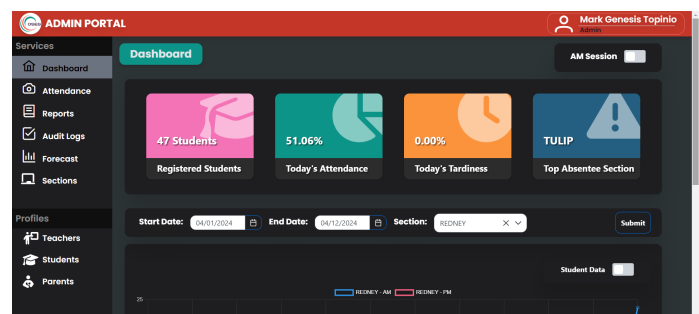 ADMIN PORTAL
Mark Genesis Topinio
Admin
Services
Dashboard
Attendance
Reports
Audit Logs
Forecast
Sections
Profiles
Teachers
Students
Parents
Dashboard
AM Session
47 Students
Registered Students
51.06%
Today's Attendance
0.00%
Today's Tardiness
TULIP
Top Absentee Section
Start Date: 04/01/2024 End Date: 04/12/2024 Section: REDNEY Submit
Student Data
REDNEY - AM REDNEY - PM
25